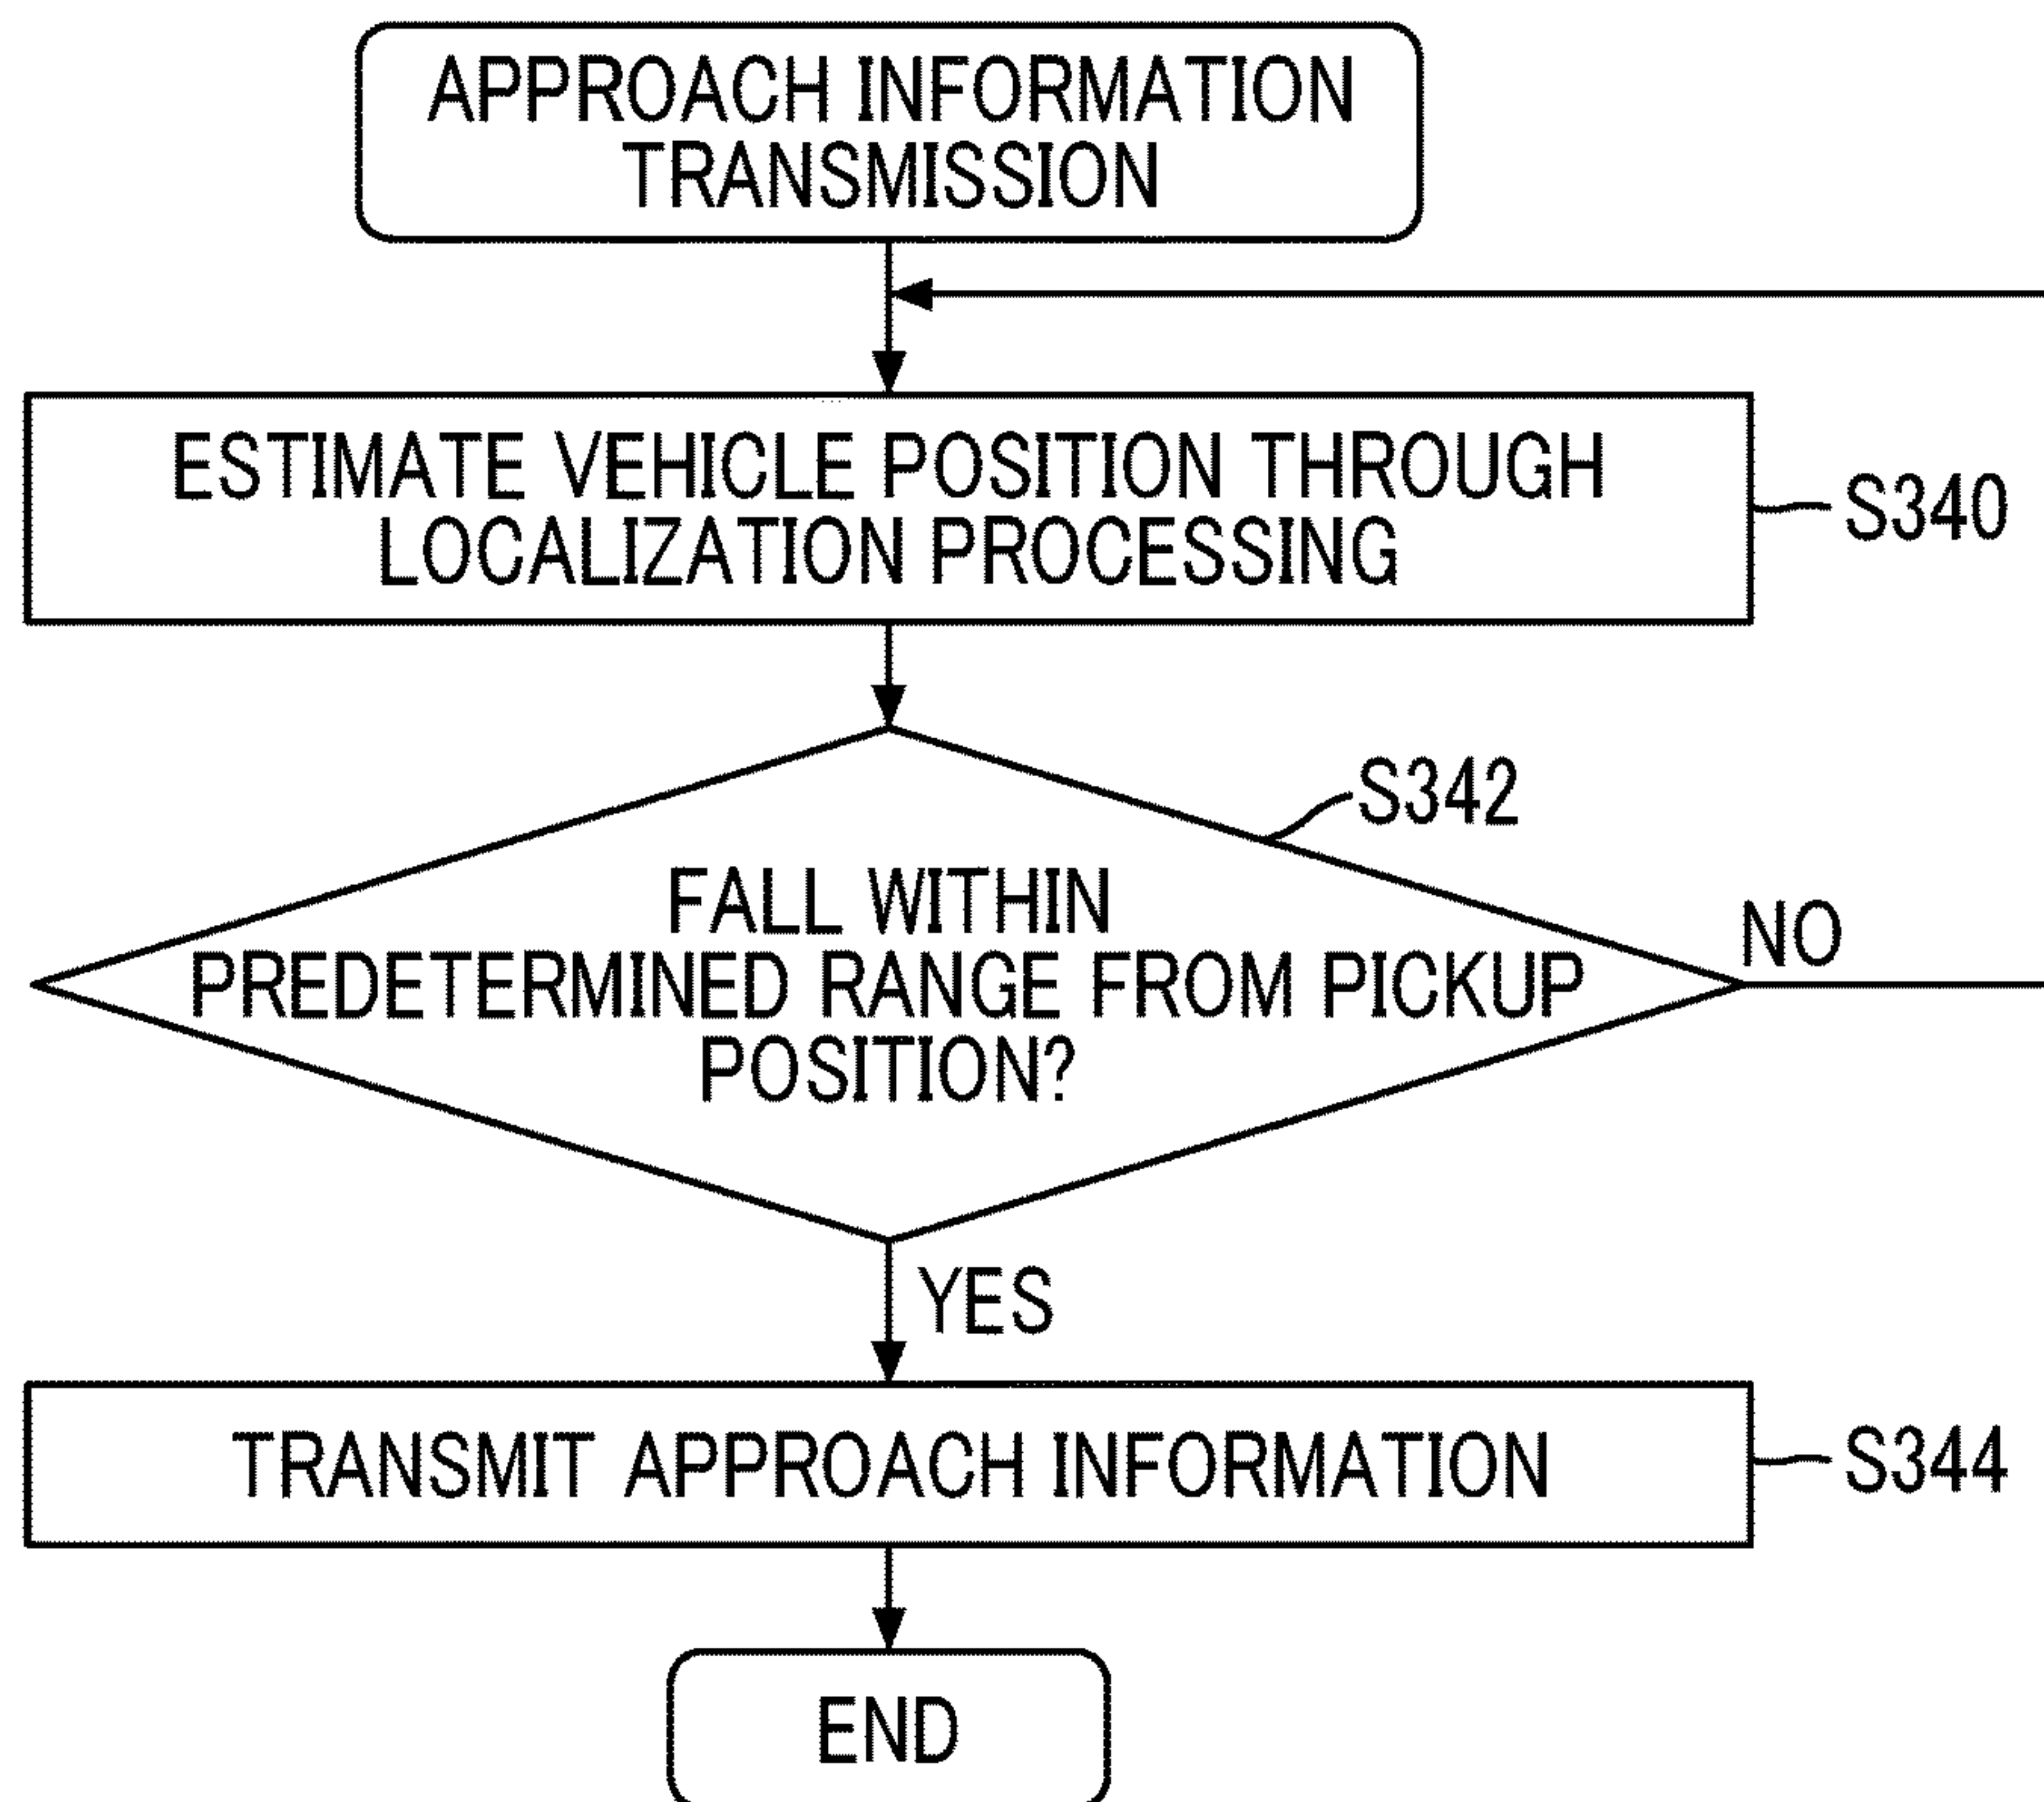 APPROACH INFORMATION
TRANSMISSION
ESTIMATE VEHICLE POSITION THROUGH
LOCALIZATION PROCESSING
S340
S342
FALL WITHIN
PREDETERMINED RANGE FROM PICKUP
POSITION?
NO
YES
TRANSMIT APPROACH INFORMATION
S344
END